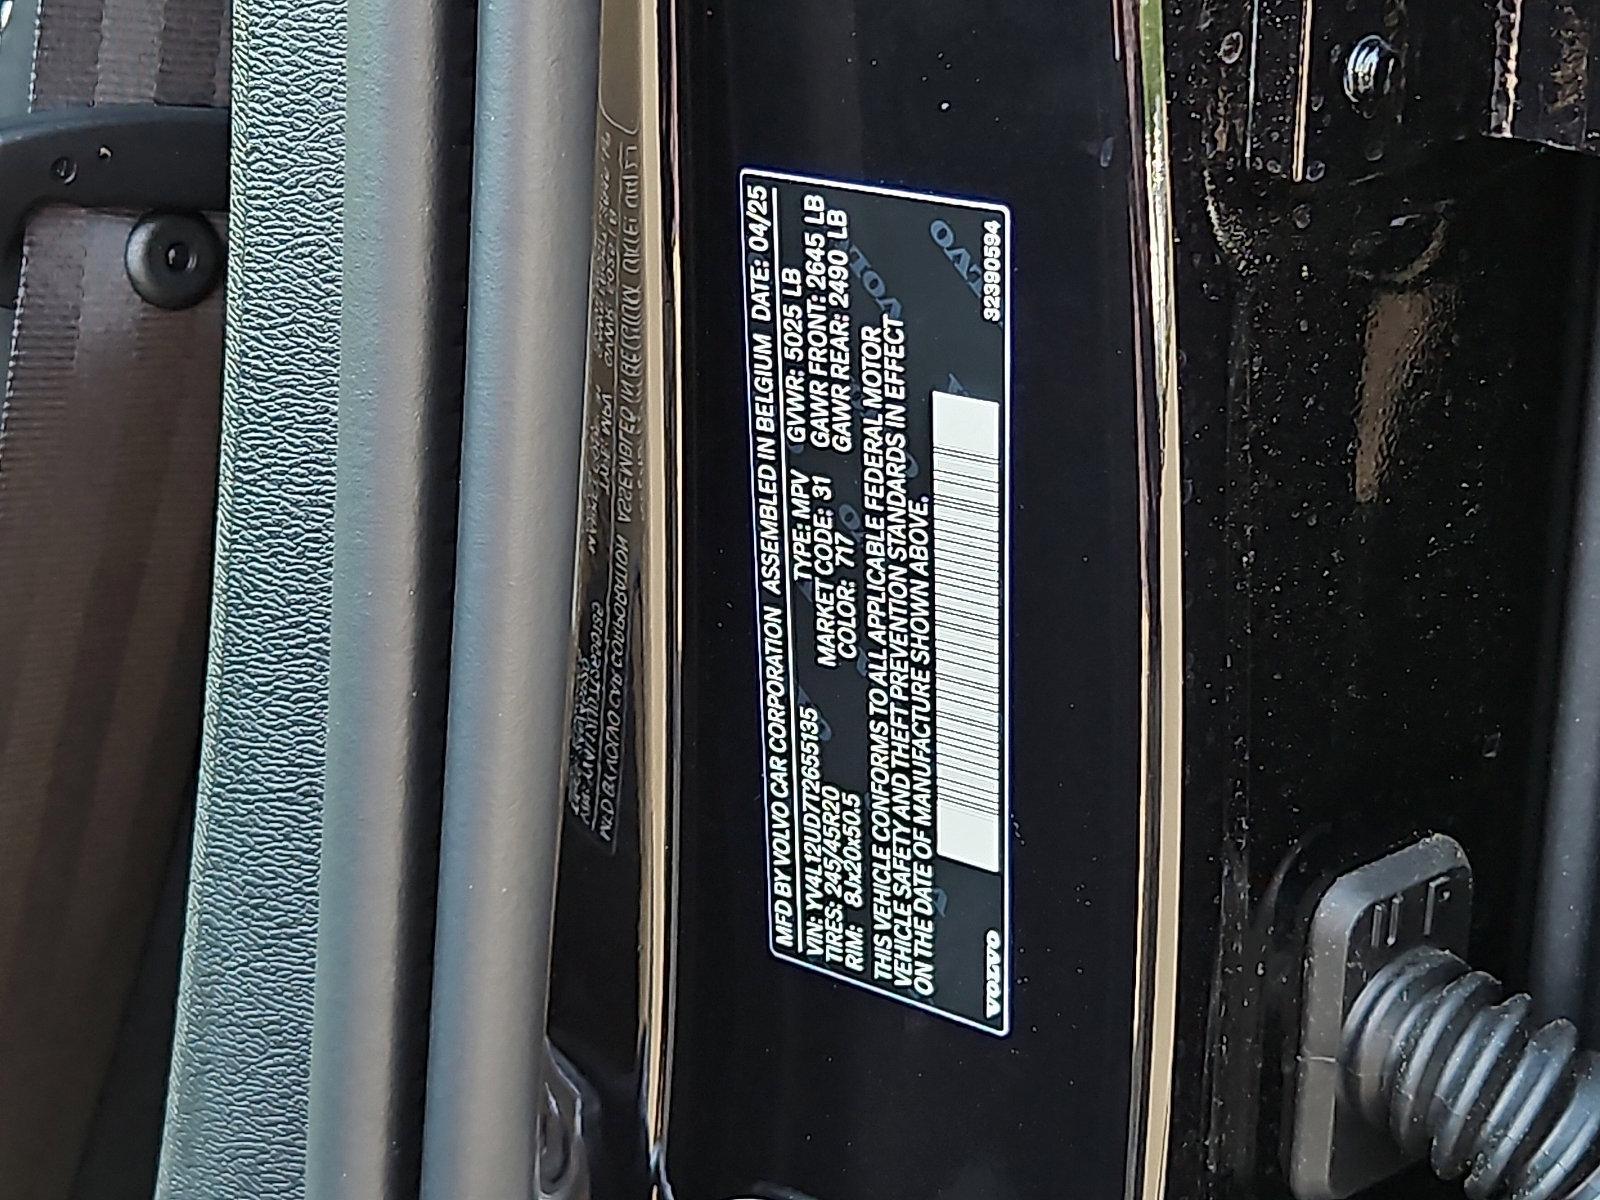 MFD BY VOLVO CAR CORPORATION ASSEMBLED IN BELGIUM DATE: 04/25
VIN: YV4L12UD7T2655135 TYPE: MPV GVWR: 5025 LB
TIRES: 245/45R20 MARKET CODE: 31 GAWR FRONT: 2645 LB
RIM: 8Jx20x50.5 COLOR: 717 GAWR REAR: 2490 LB
THIS VEHICLE CONFORMS TO ALL APPLICABLE FEDERAL MOTOR
VEHICLE SAFETY AND THEFT PREVENTION STANDARDS IN EFFECT
ON THE DATE OF MANUFACTURE SHOWN ABOVE.
VOLVO 32390594